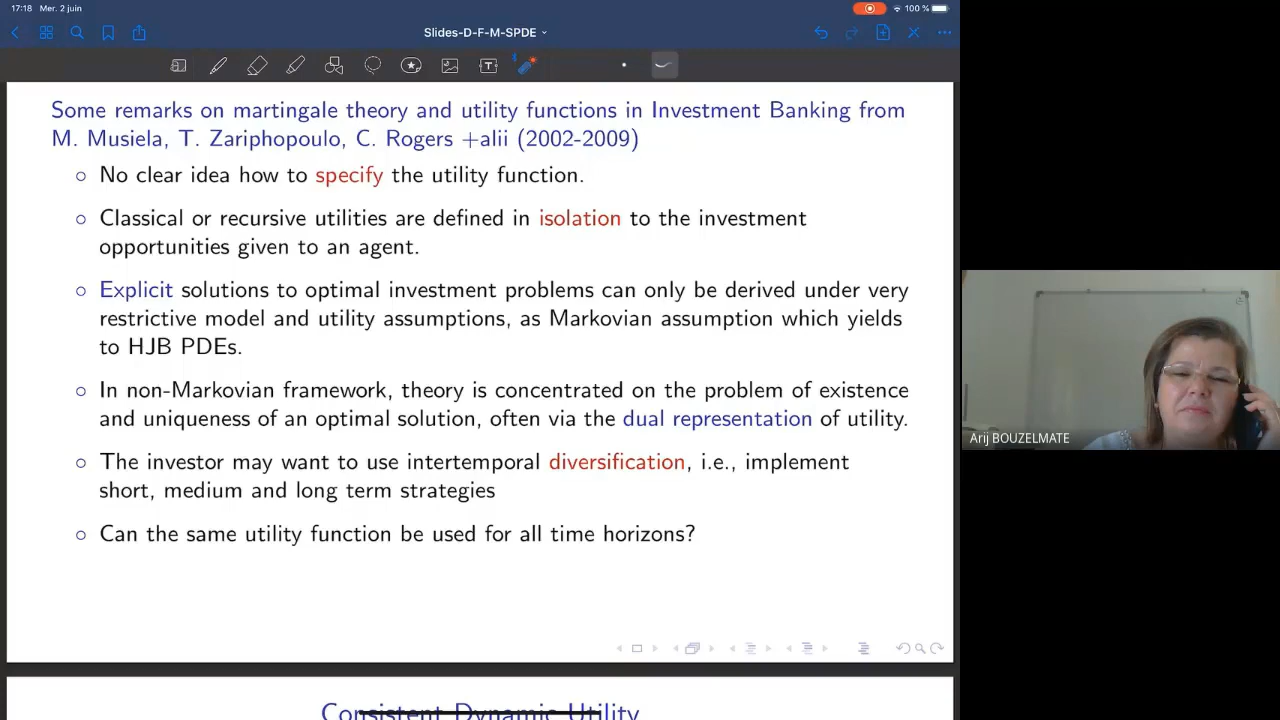 17:18 Mer. 2 juin
100 %
Slides-D-F-M-SPDE
T
Some remarks on martingale theory and utility functions in Investment Banking from
M. Musiela, T. Zariphopoulo, C. Rogers +alii (2002-2009)
No clear idea how to specify the utility function.
Classical or recursive utilities are defined in isolation to the investment
opportunities given to an agent.
Explicit solutions to optimal investment problems can only be derived under very
restrictive model and utility assumptions, as Markovian assumption which yields
to HJB PDEs.
In non-Markovian framework, theory is concentrated on the problem of existence
and uniqueness of an optimal solution, often via the dual representation of utility.
The investor may want to use intertemporal diversification, i.e., implement
short, medium and long term strategies
Can the same utility function be used for all time horizons?
Arij BOUZELMATE
Consistent Dynamic Utility